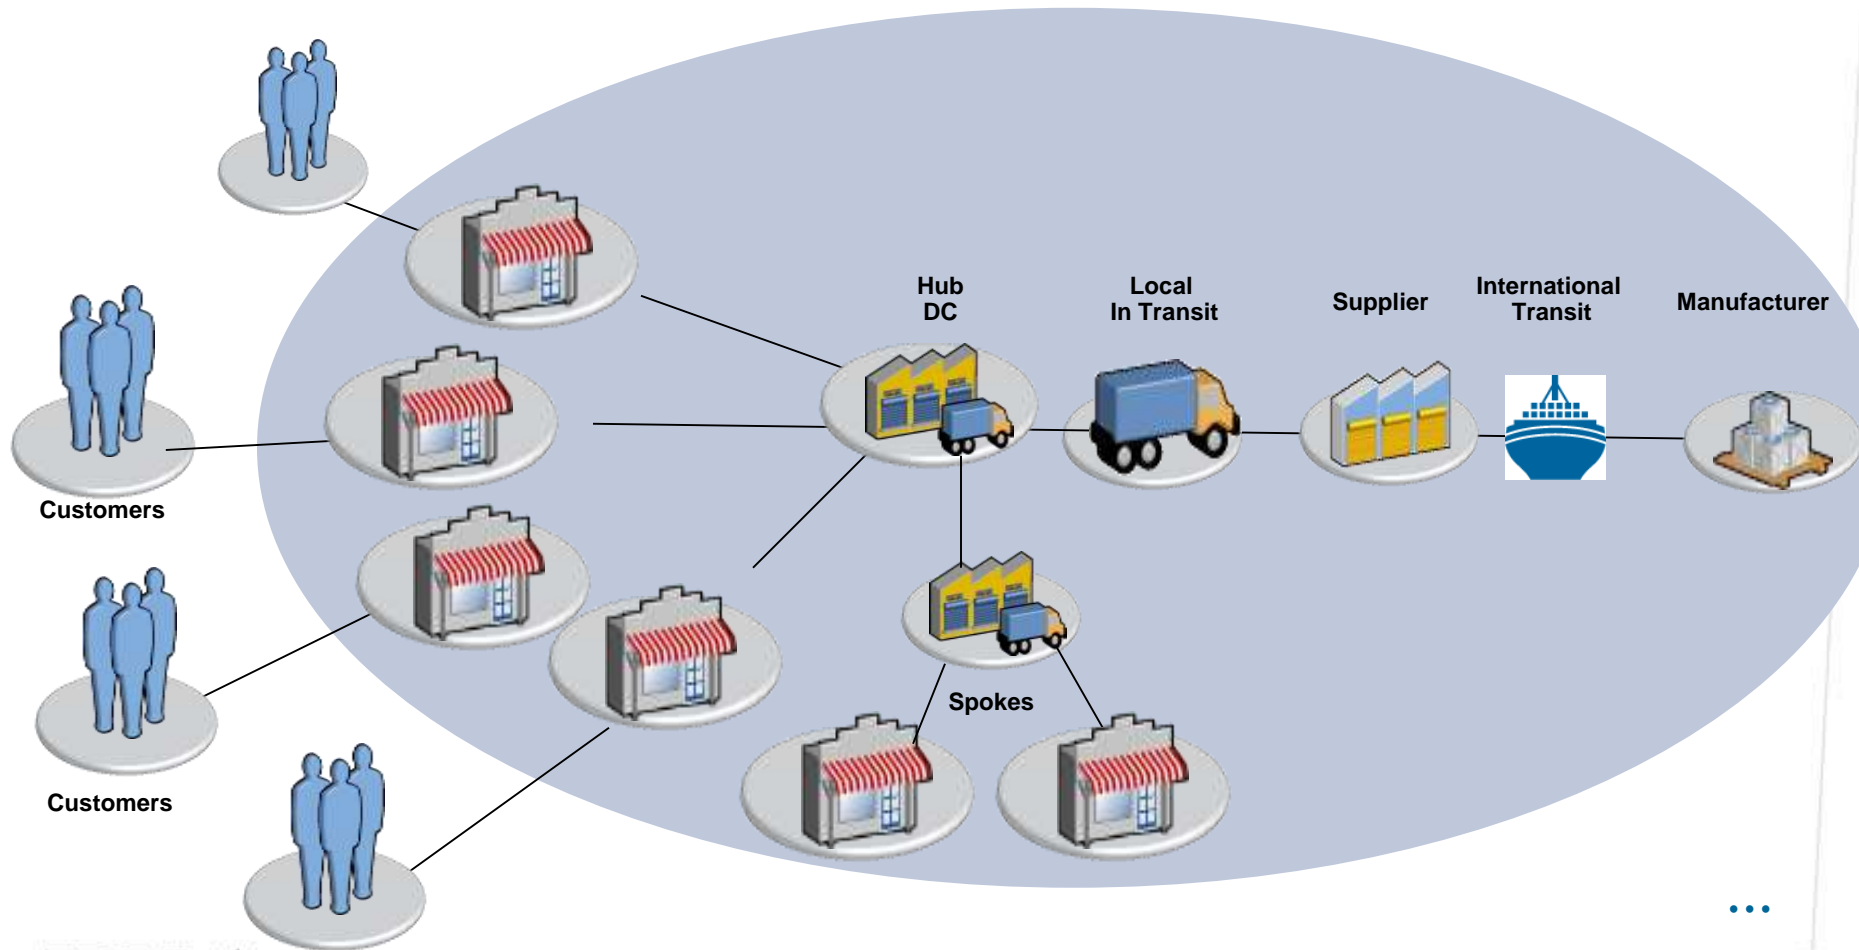 Hub
DC
Local
In Transit
Supplier
International
Transit
Manufacturer
Customers
Spokes
Customers
...